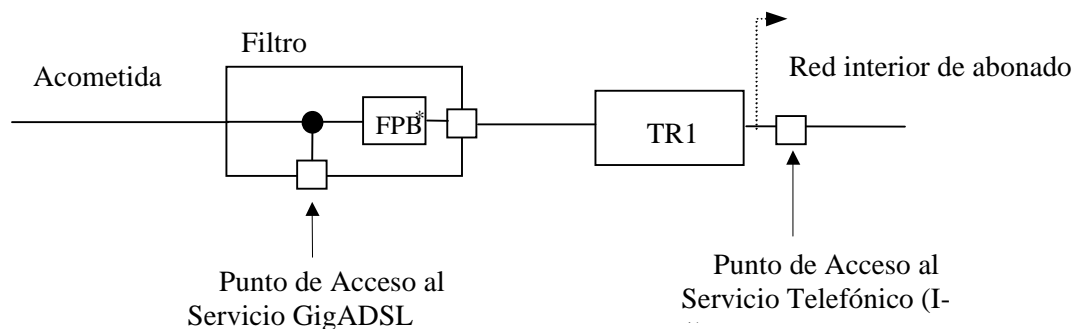 Filtro
Acometida
Red interior de abonado
FPB*
TR1
Punto de Acceso al
Servicio GigADSL
Punto de Acceso al
Servicio Telefónico (I-